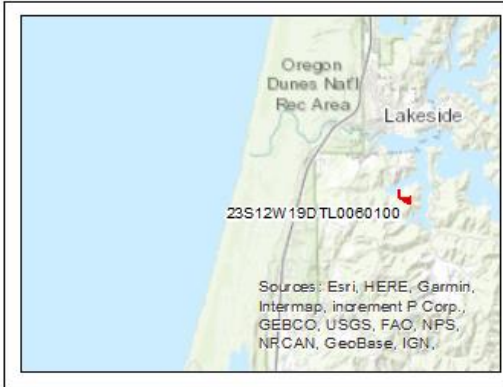 Oregon
Dunes Nat'l
Rec Area
Lakeside
23S12W19DTL0060100
Sources: Esri, HERE, Garmin,
Intermap, increment P Corp.,
GEBCO, USGS, FAO, NPS,
NRCAN, GeoBase, IGN,